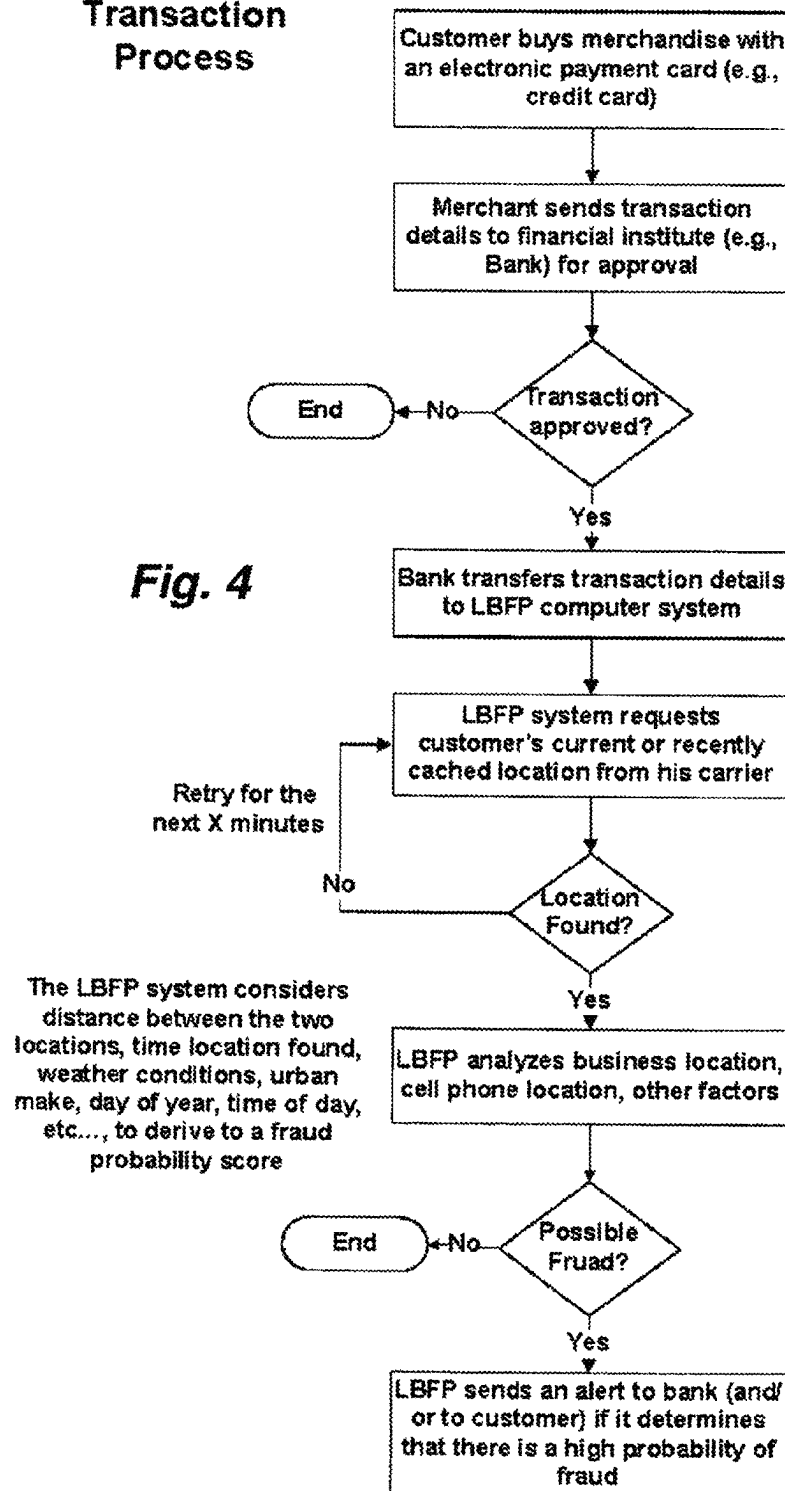 Transaction
Process
Customer buys merchandise with
an electronic payment card (e.g.,
credit card)
Merchant sends transaction
details to financial institute (e.g.,
Bank) for approval
Transaction
approved?
No
End
Yes
Fig. 4
Bank transfers transaction details
to LBFP computer system
LBFP system requests
customer's current or recently
cached location from his carrier
Retry for the
next X minutes
No
Location
Found?
Yes
The LBFP system considers
distance between the two
locations, time location found,
weather conditions, urban
make, day of year, time of day,
etc..., to derive to a fraud
probability score
LBFP analyzes business location,
cell phone location, other factors
Possible
Fruad?
No
End
Yes
LBFP sends an alert to bank (and/
or to customer) if it determines
that there is a high probability of
fraud